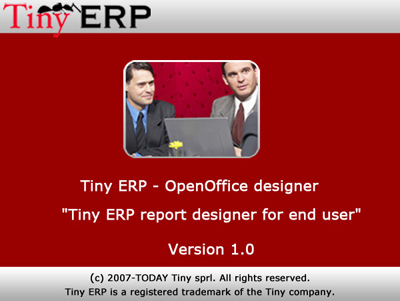 Tiny ERP
Tiny ERP - OpenOffice designer
"Tiny ERP report designer for end user"
Version 1.0
(c) 2007-TODAY Tiny sprl. All rights reserved.
Tiny ERP is a registered trademark of the Tiny company.